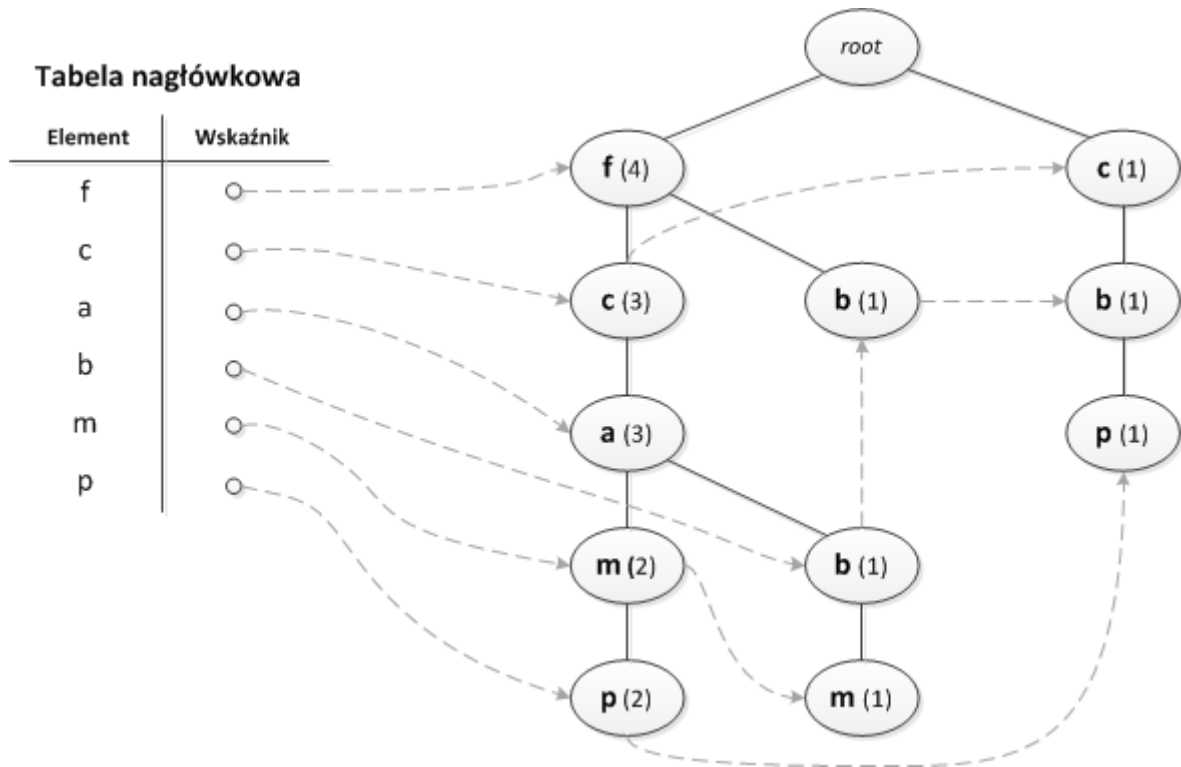 root
Tabela nagłówkowa
Element Wskaźnik
f
c
a
b
m
p
f (4)
c (1)
c (3)
b (1)
b (1)
a (3)
p (1)
m (2)
b (1)
p (2)
m (1)